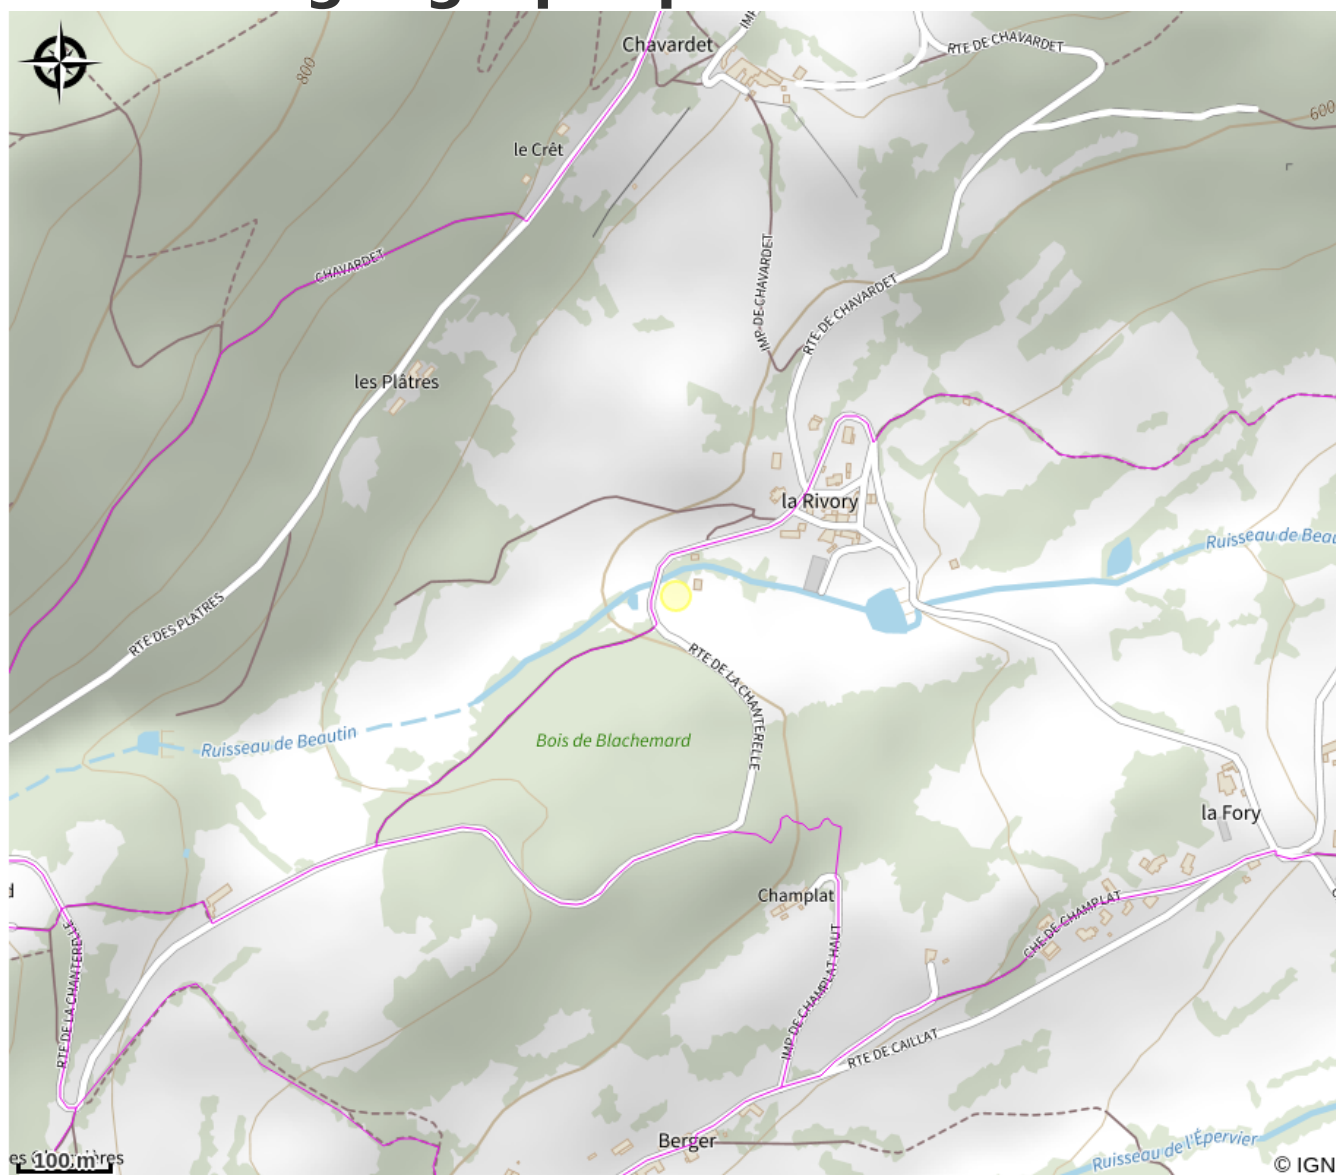 Chavardet
IMP
RTE DE CHAVARDET
800
600
le Crêt
CHAVARDET
IMP-DE-CHAVARDET
RTE DE CHAVARDET
les Plâtres
la Rivory
Ruisseau de Beau
RTE DES PLATRES
RTE DE LA CHANTERELLE
Ruisseau de Beautin
Bois de Blachemard
la Fory
d
Champlat
CHE DE CHAMPLAT
RTE DE LA CHANTERELLE
IMP DE CHAMPLAT HAUT
RTE DE CAILLAT
Berger
Ruisseau de l'Épervier
100 m
© IGN